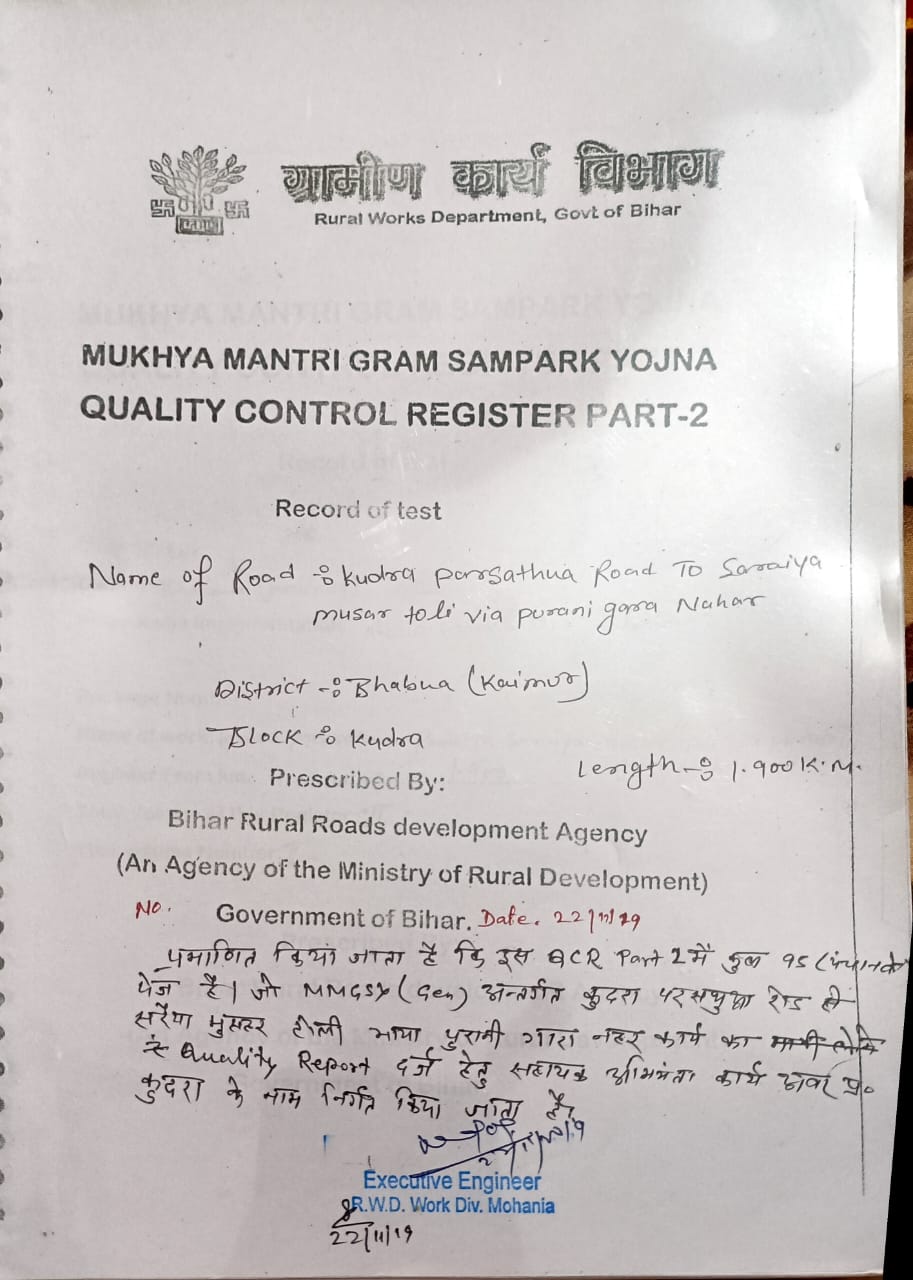 ग्रामीण कार्य विभाग
Rural Works Department, Govt of Bihar
MUKHYA MANTRI GRAM SAMPARK YOJNA
QUALITY CONTROL REGISTER PART-2
Record of test
Name of Road :- Kudra parsathua Road To Saraiya
musar toli via purani gara Nahar
District :- Bhabua (Kaimur)
Block :- Kudra
Length :- 1.900 K.M.
Prescribed By:
Bihar Rural Roads development Agency
(An Agency of the Ministry of Rural Development)
No.
Government of Bihar. Date. 22/11/19
प्रमाणित किया जाता है कि इस QCR Part 2 में कुल 95 (पंचानवे
पेज है। जो MMGSY (Gen) अन्तर्गत कुदरा परसथुआ रोड से
सरैया मुसहर टोली भाया पुरानी गारा नहर कार्य का
के Quality Report दर्ज हेतु सहायक अभियंता कार्य अवर प्र०
कुदरा के नाम निर्गत किया जाता है।
Executive Engineer
R.W.D. Work Div. Mohania
22/11/19